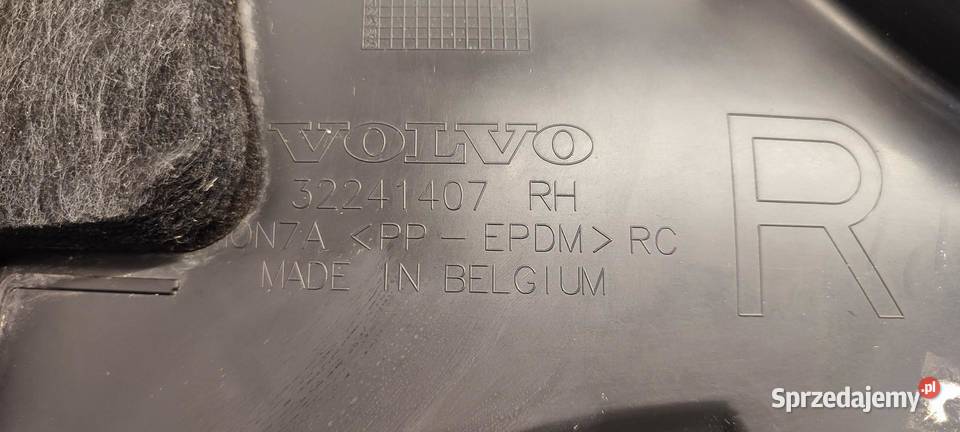 VOLVO
32241407 RH
<PP-EPDM> RC
MADE IN BELGIUM
R
Sprzedajemy.pl